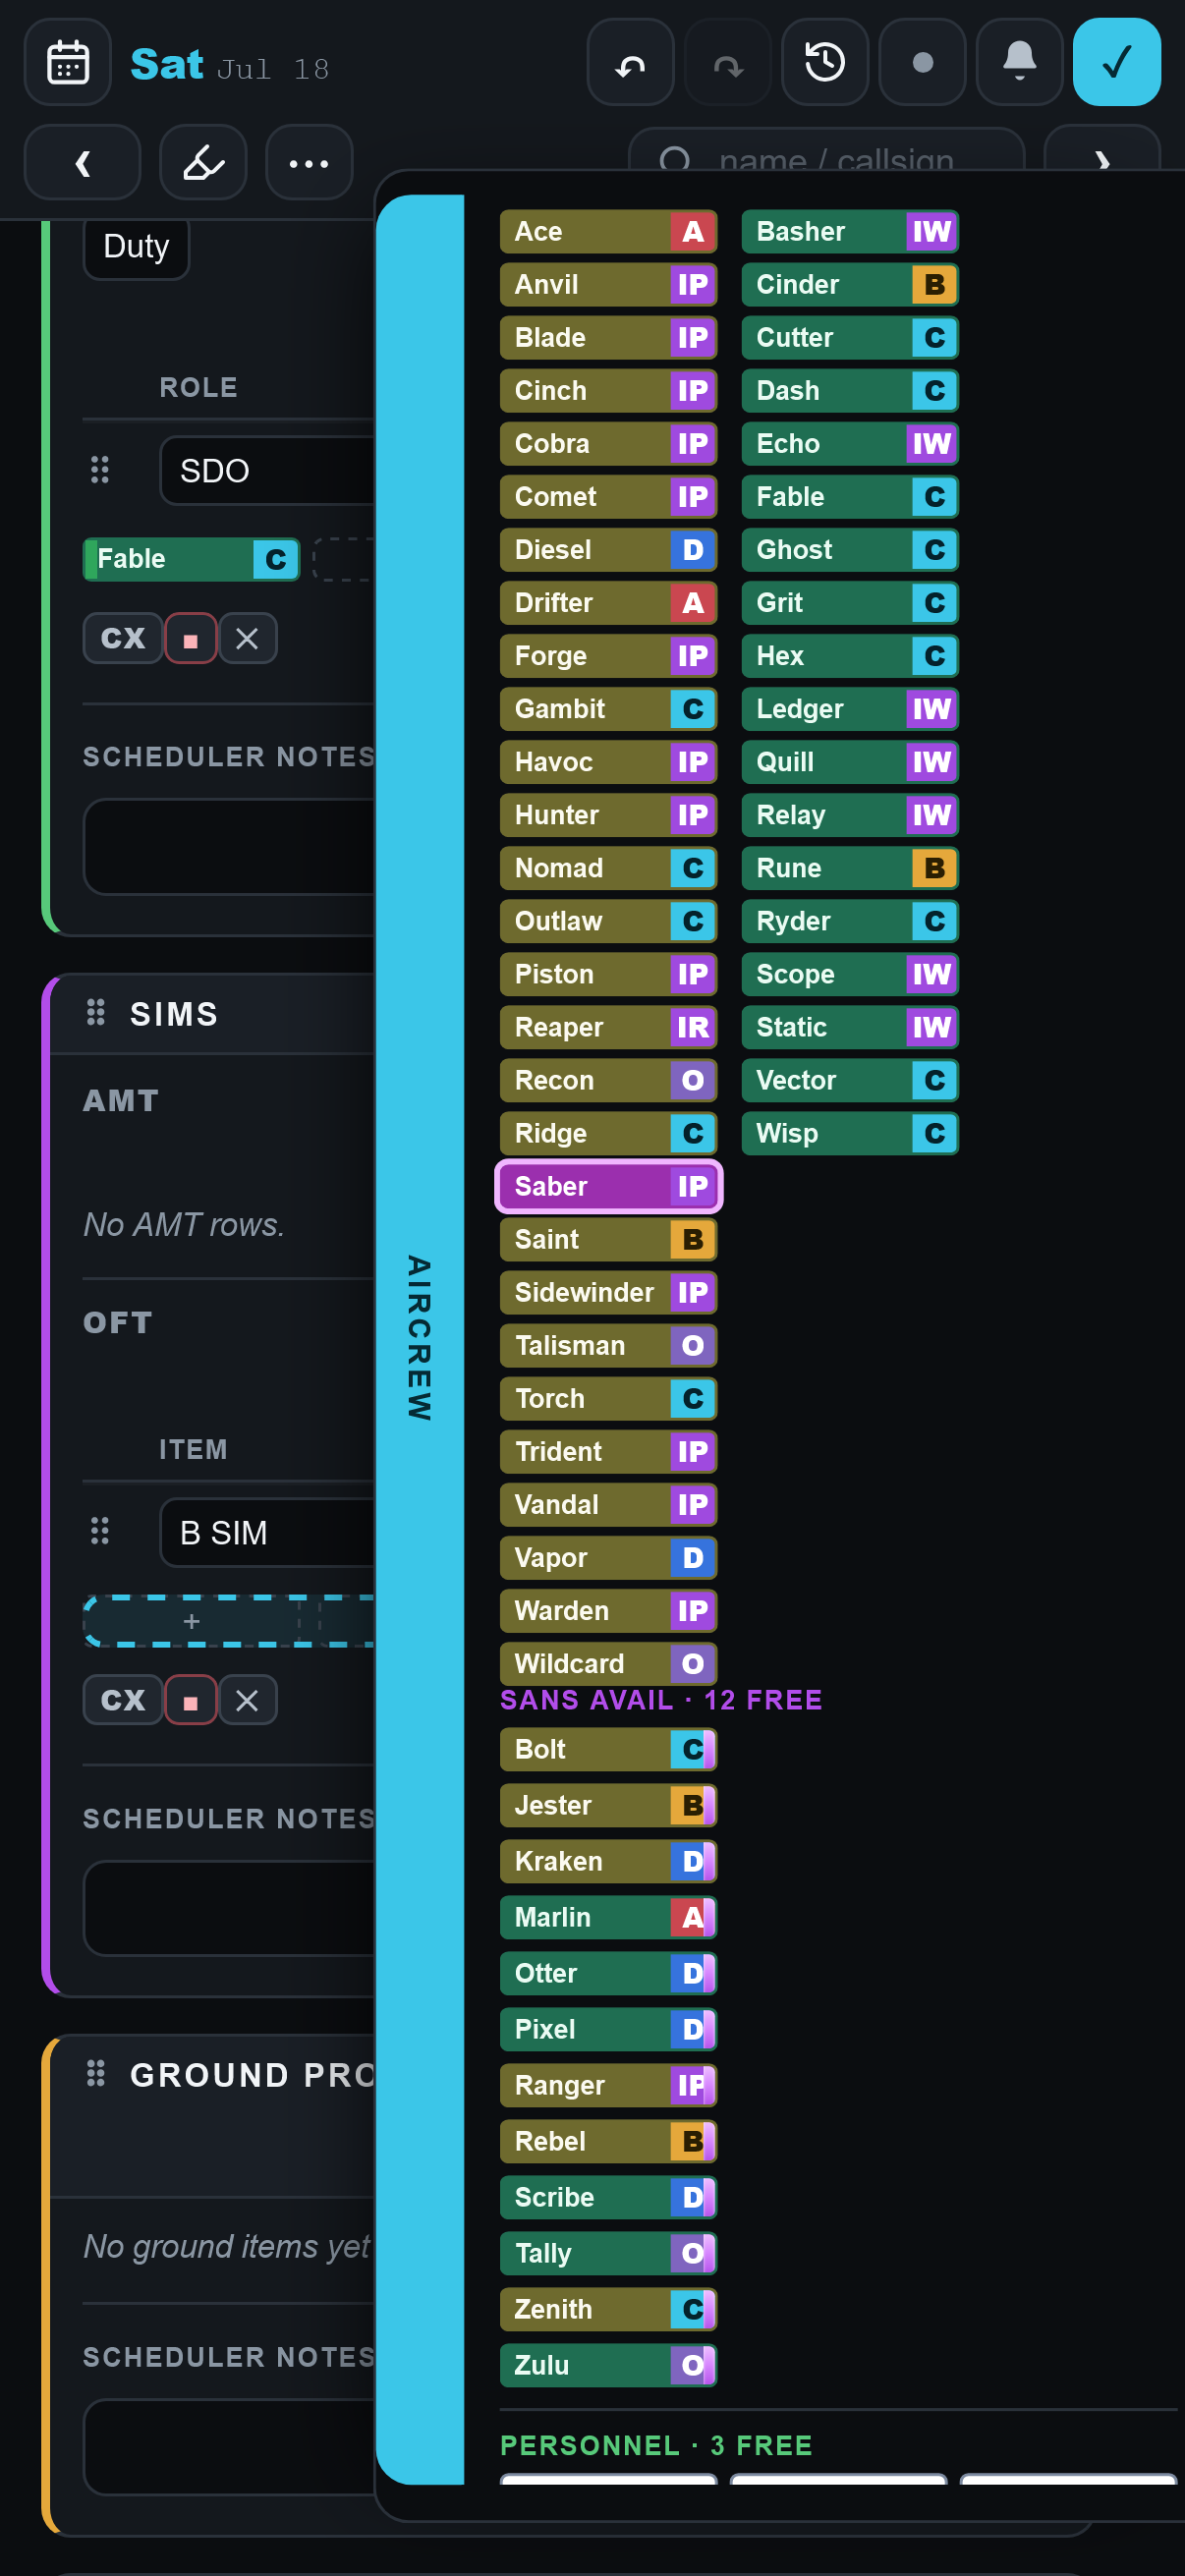 Sat Jul 18
name / callsign
Duty
ROLE
SDO
Fable C
CX
SCHEDULER NOTES
SIMS
AMT
No AMT rows.
OFT
ITEM
B SIM
+
CX
SCHEDULER NOTES
GROUND PRO
No ground items yet
SCHEDULER NOTES
AIRCREW
Ace A
Anvil IP
Blade IP
Cinch IP
Cobra IP
Comet IP
Diesel D
Drifter A
Forge IP
Gambit C
Havoc IP
Hunter IP
Nomad C
Outlaw C
Piston IP
Reaper IR
Recon O
Ridge C
Saber IP
Saint B
Sidewinder IP
Talisman O
Torch C
Trident IP
Vandal IP
Vapor D
Warden IP
Wildcard O
Basher IW
Cinder B
Cutter C
Dash C
Echo IW
Fable C
Ghost C
Grit C
Hex C
Ledger IW
Quill IW
Relay IW
Rune B
Ryder C
Scope IW
Static IW
Vector C
Wisp C
SANS AVAIL · 12 FREE
Bolt C
Jester B
Kraken D
Marlin A
Otter D
Pixel D
Ranger IP
Rebel B
Scribe D
Tally O
Zenith C
Zulu O
PERSONNEL · 3 FREE